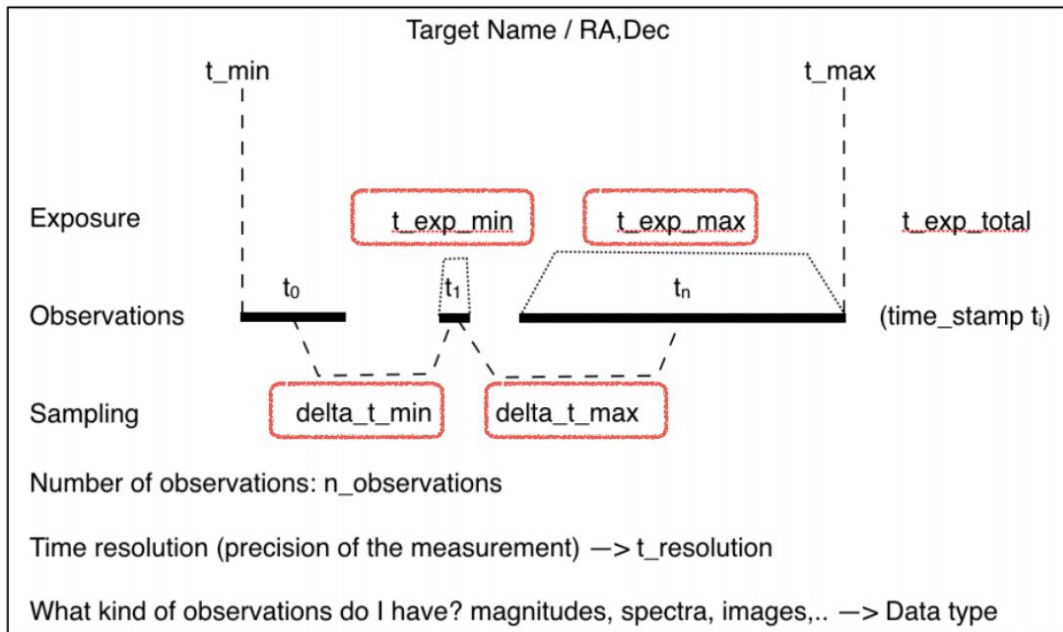 Target Name / RA,Dec
t_min t_max
Exposure t_exp_min t_exp_max t_exp_total
t₀ t₁ tₙ
Observations (time_stamp tᵢ)
Sampling delta_t_min delta_t_max
Number of observations: n_observations
Time resolution (precision of the measurement) —> t_resolution
What kind of observations do I have? magnitudes, spectra, images,.. —> Data type